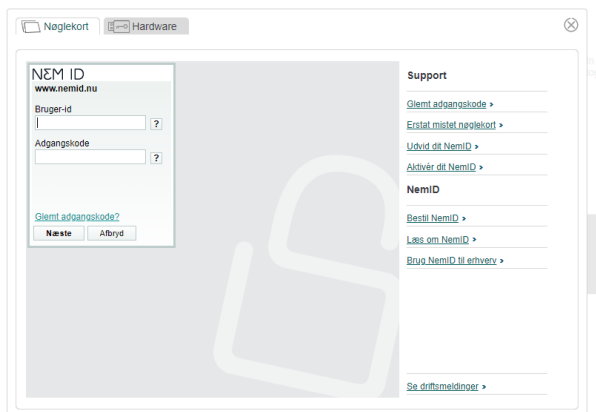 Nøglekort
Hardware
NEM ID
www.nemid.nu
Bruger-id
?
Adgangskode
?
Glemt adgangskode?
Næste
Afbryd
Support
Glemt adgangskode >
Erstat mistet nøglekort >
Udvid dit NemID >
Aktivér dit NemID >
NemID
Bestil NemID >
Læs om NemID >
Brug NemID til erhverv >
Se driftsmeldinger >